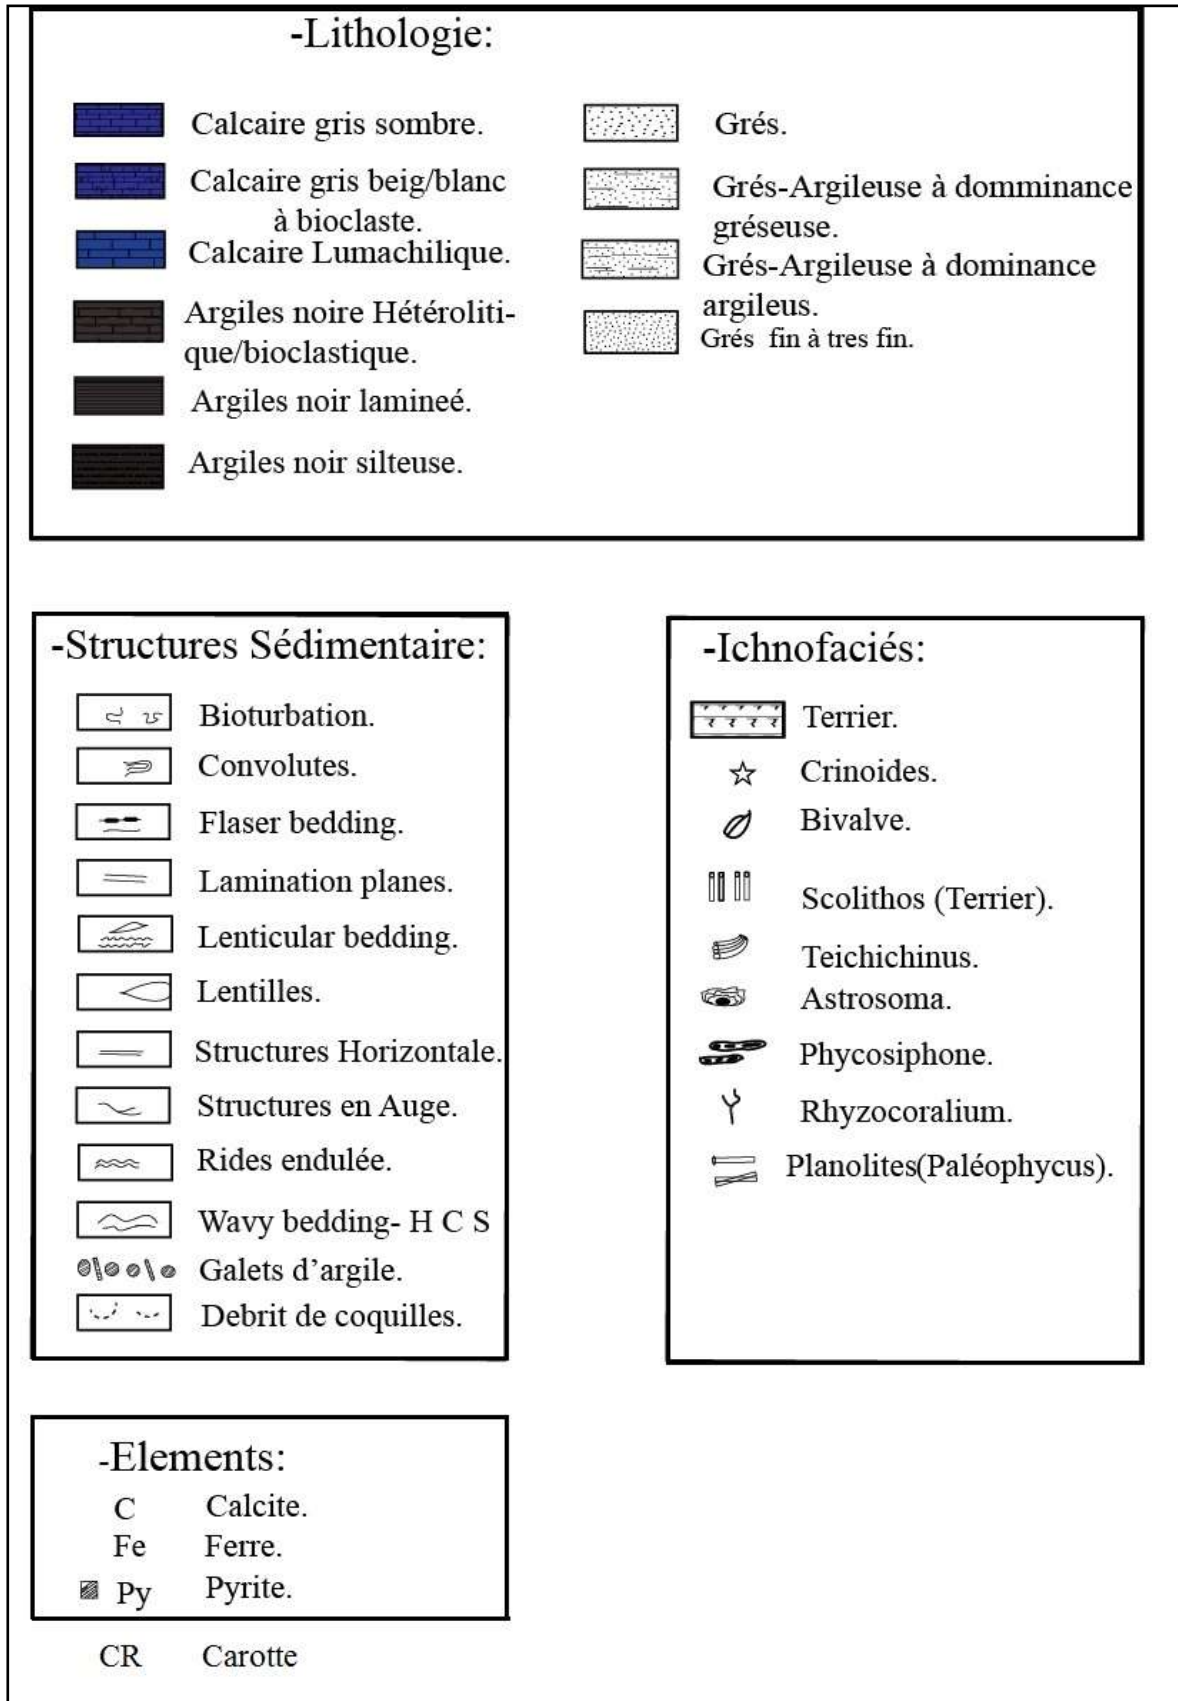 -Lithologie:
Calcaire gris sombre.
Calcaire gris beig/blanc
à bioclaste.
Calcaire Lumachilique.
Argiles noire Hétéroliti-
que/bioclastique.
Argiles noir lamineé.
Argiles noir silteuse.
Grés.
Grés-Argileuse à domminance
gréseuse.
Grés-Argileuse à dominance
argileus.
Grés fin à tres fin.
-Structures Sédimentaire:
Bioturbation.
Convolutes.
Flaser bedding.
Lamination planes.
Lenticular bedding.
Lentilles.
Structures Horizontale.
Structures en Auge.
Rides endulée.
Wavy bedding- H C S
Galets d’argile.
Debrit de coquilles.
-Ichnofaciés:
Terrier.
Crinoides.
Bivalve.
Scolithos (Terrier).
Teichichinus.
Astrosoma.
Phycosiphone.
Rhyzocoralium.
Planolites(Paléophycus).
-Elements:
C Calcite.
Fe Ferre.
Py Pyrite.
CR Carotte